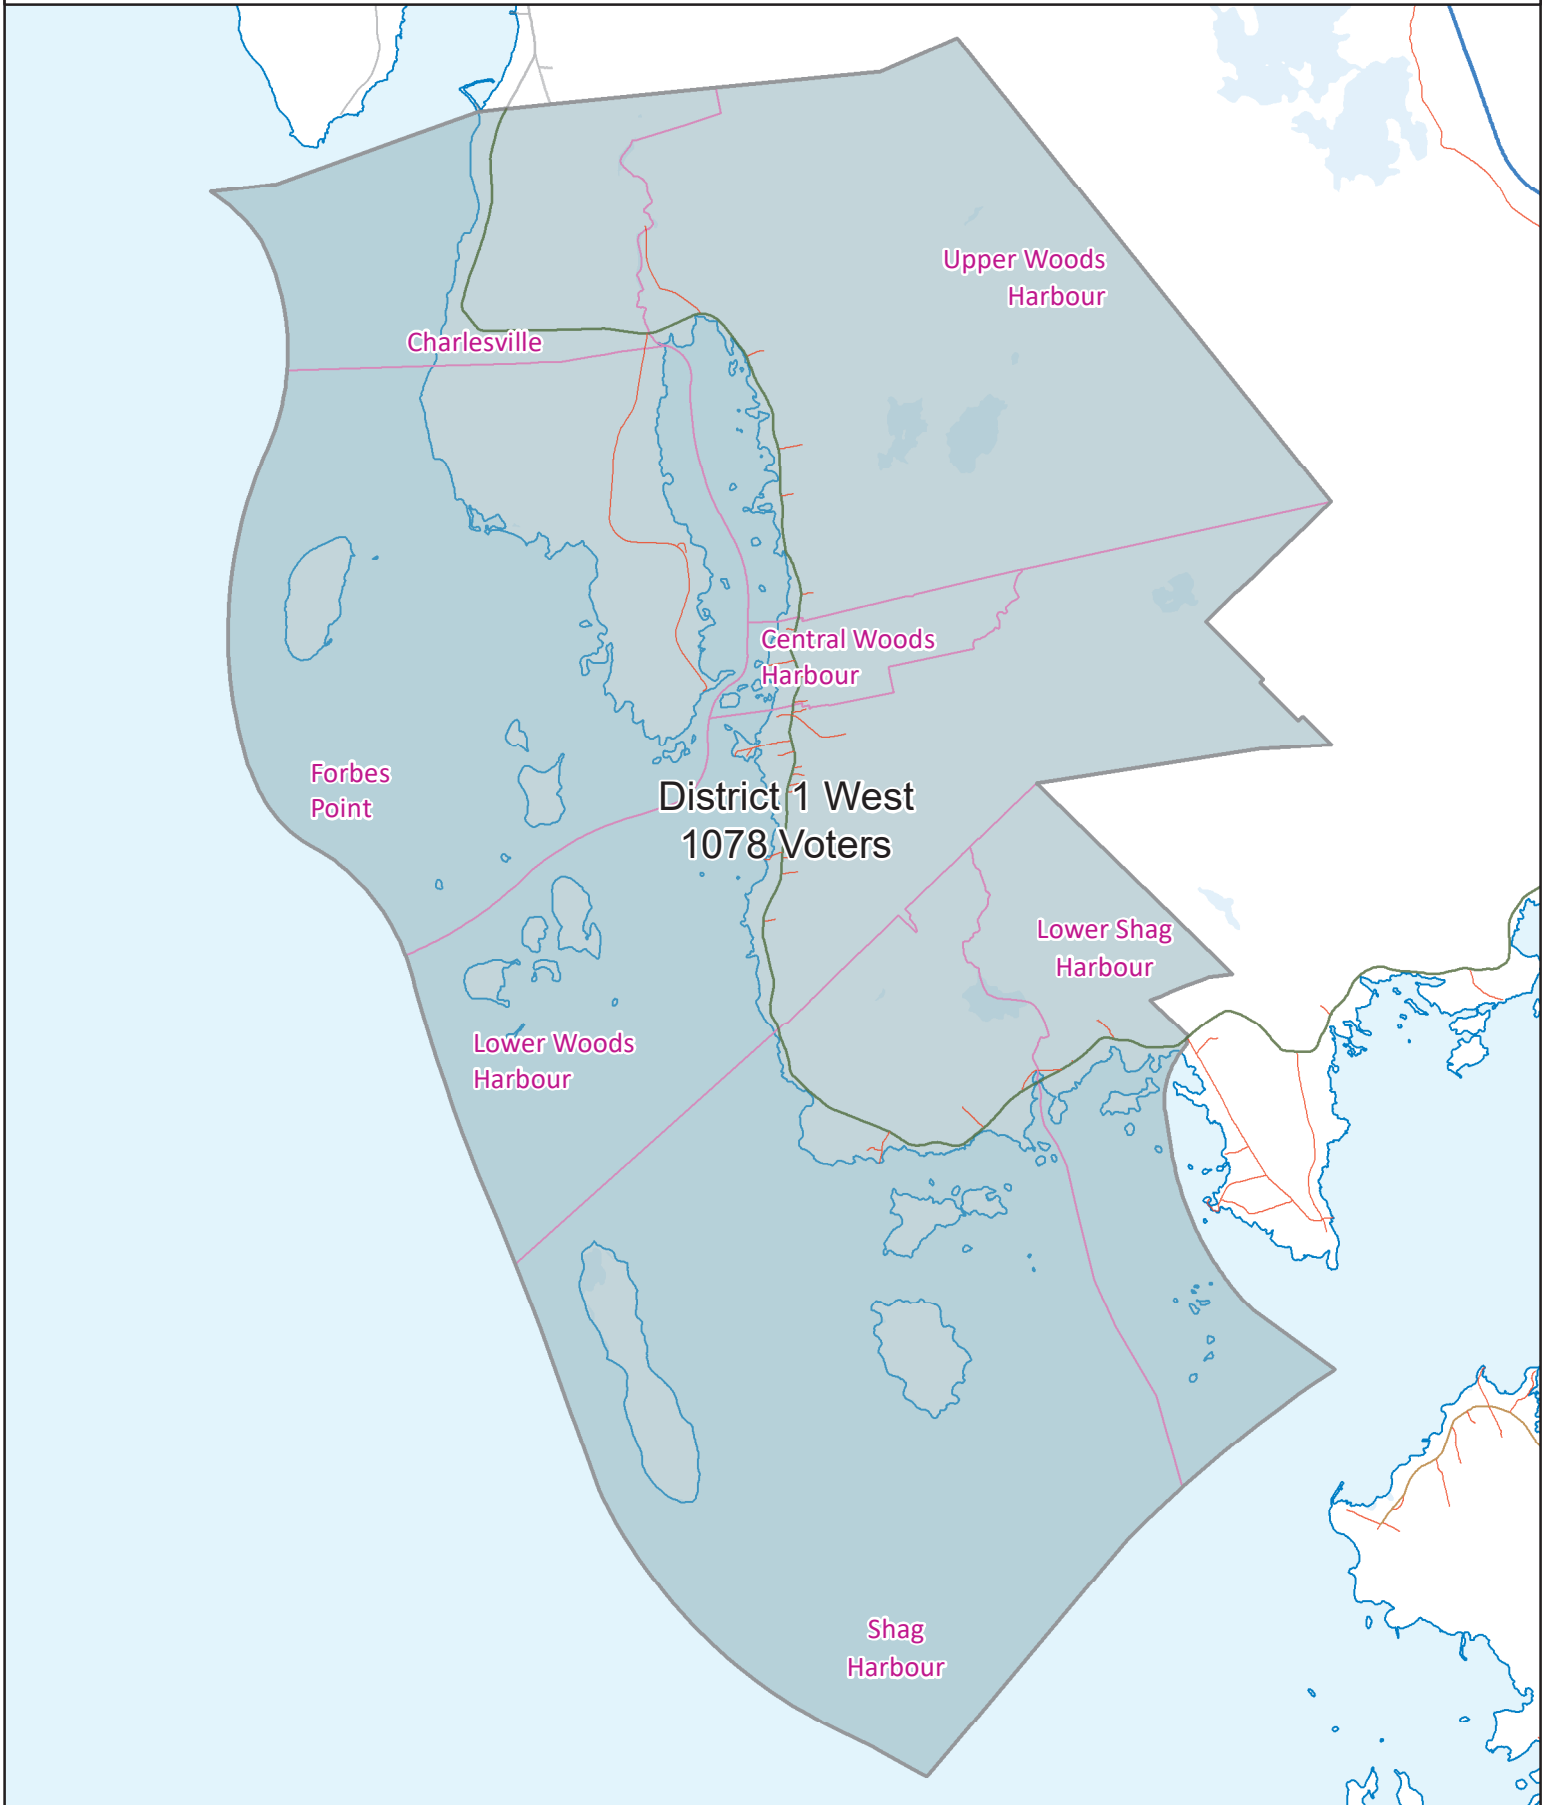 Upper Woods
Harbour
Charlesville
Central Woods
Harbour
Forbes
Point
District 1 West
1078 Voters
Lower Shag
Harbour
Lower Woods
Harbour
Shag
Harbour